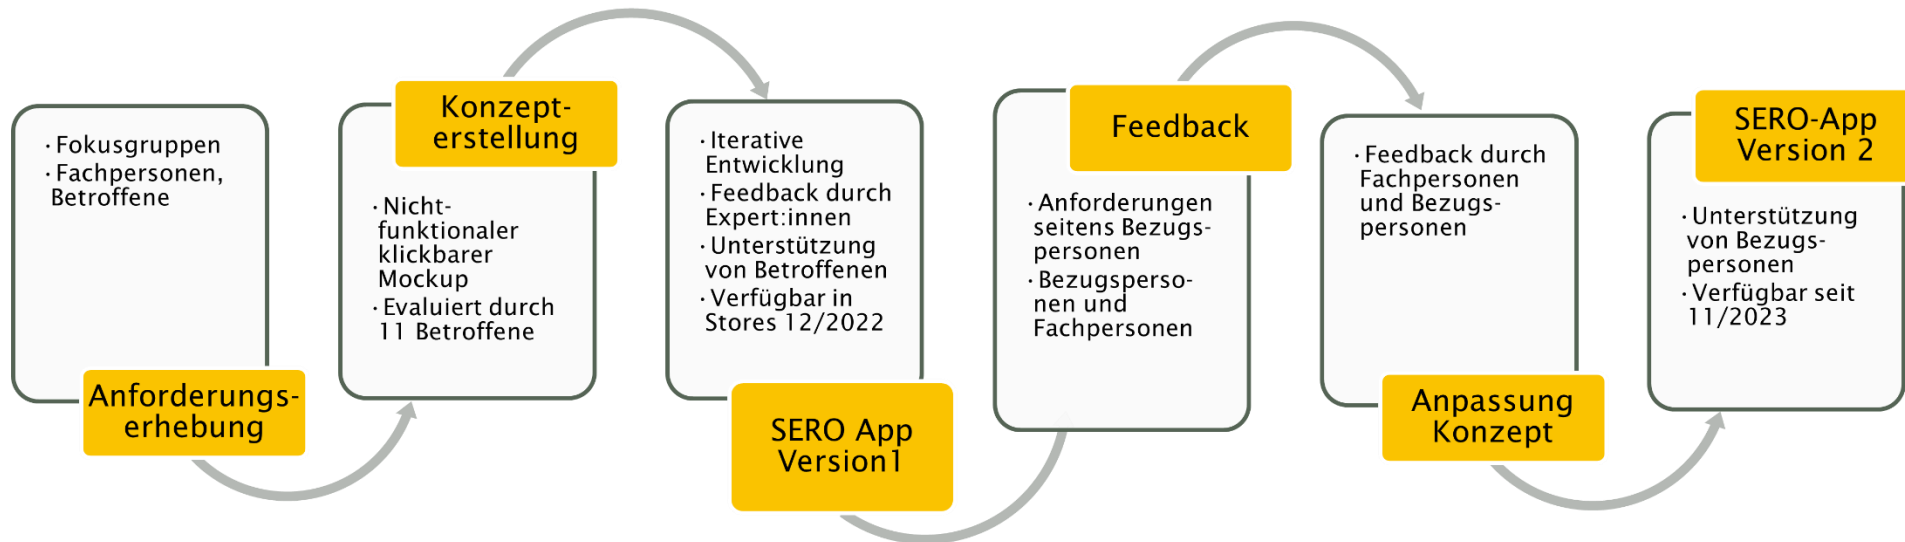 · Fokusgruppen
· Fachpersonen,
Betroffene
Anforderungs-
erhebung
Konzept-
erstellung
· Nicht-
funktionaler
klickbarer
Mockup
· Evaluiert durch
11 Betroffene
· Iterative
Entwicklung
· Feedback durch
Expert:innen
· Unterstützung
von Betroffenen
· Verfügbar in
Stores 12/2022
SERO App
Version1
Feedback
· Anforderungen
seitens Bezugs-
personen
· Bezugsperso-
nen und
Fachpersonen
· Feedback durch
Fachpersonen
und Bezugs-
personen
Anpassung
Konzept
SERO-App
Version 2
· Unterstützung
von Bezugs-
personen
· Verfügbar seit
11/2023